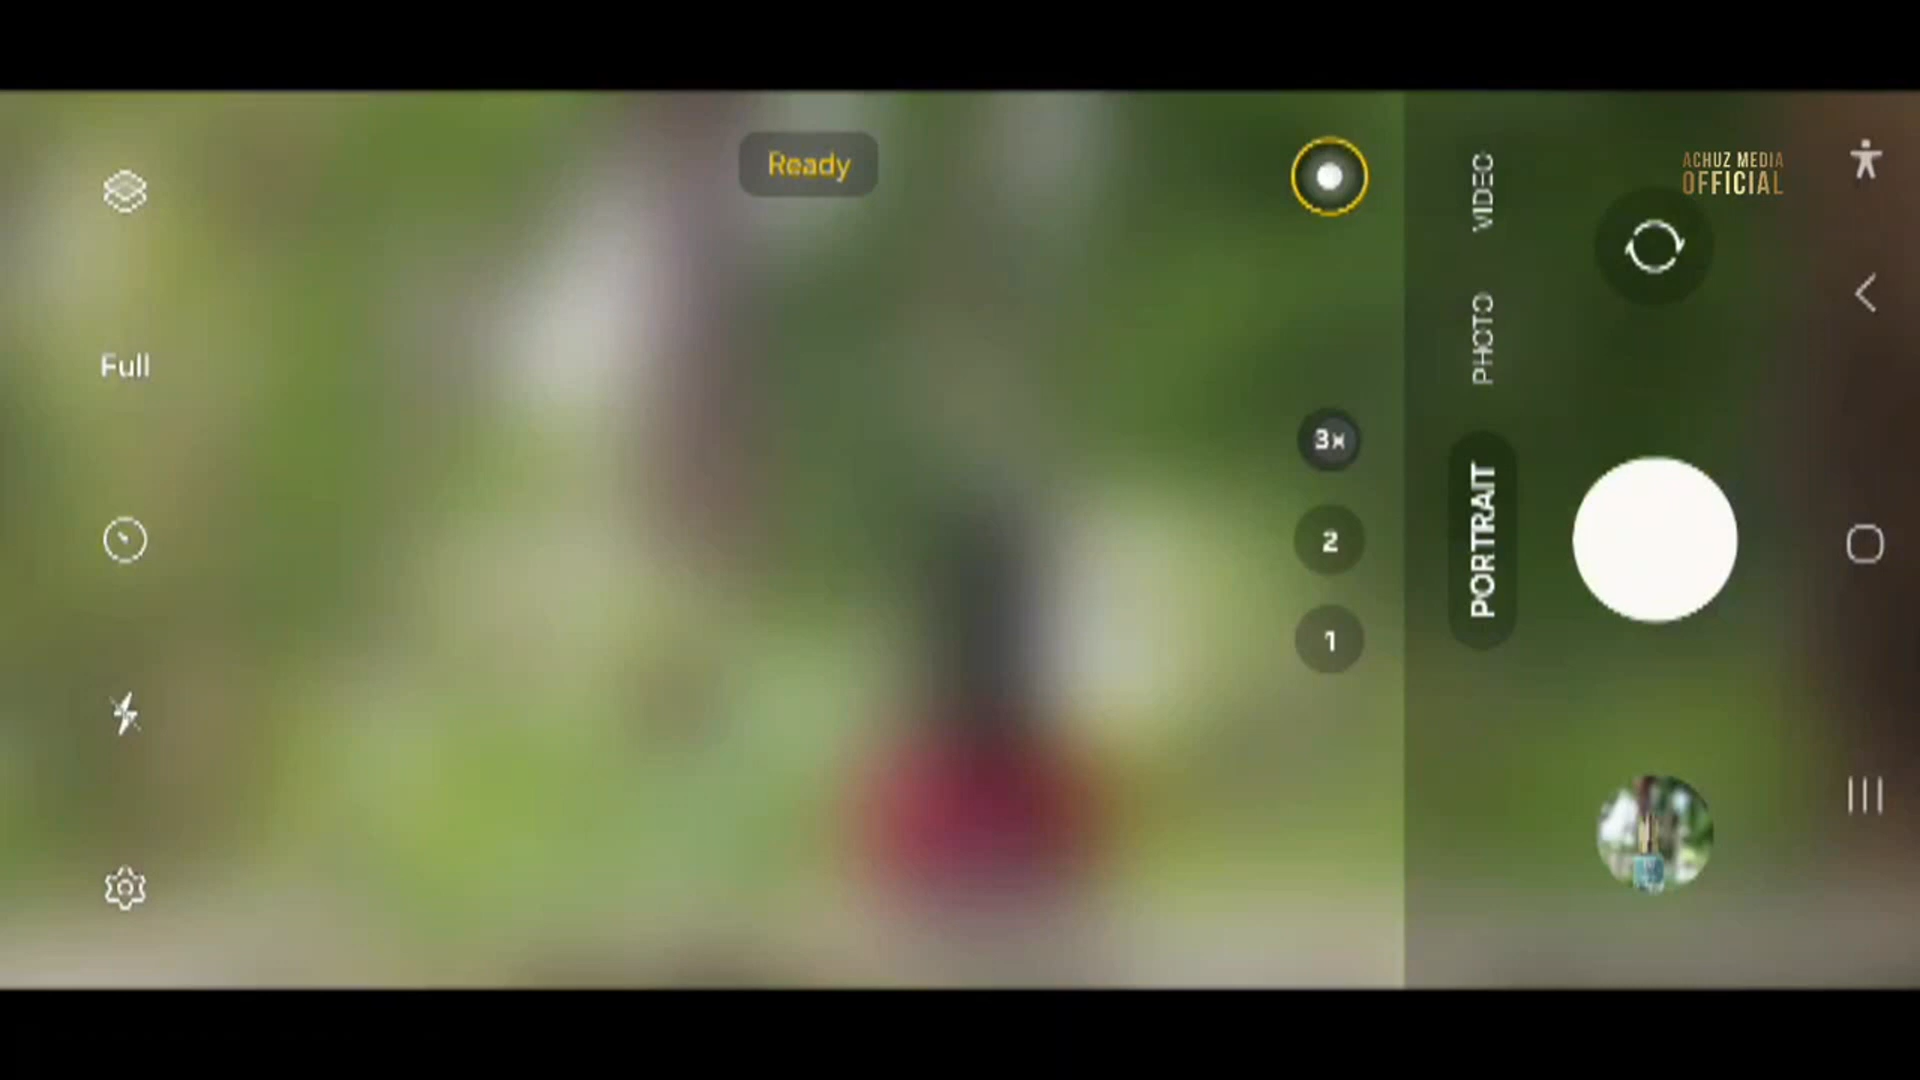 Ready
Full
3x
2
1
VIDEO
PHOTO
PORTRAIT
ACHUZ MEDIA
OFFICIAL